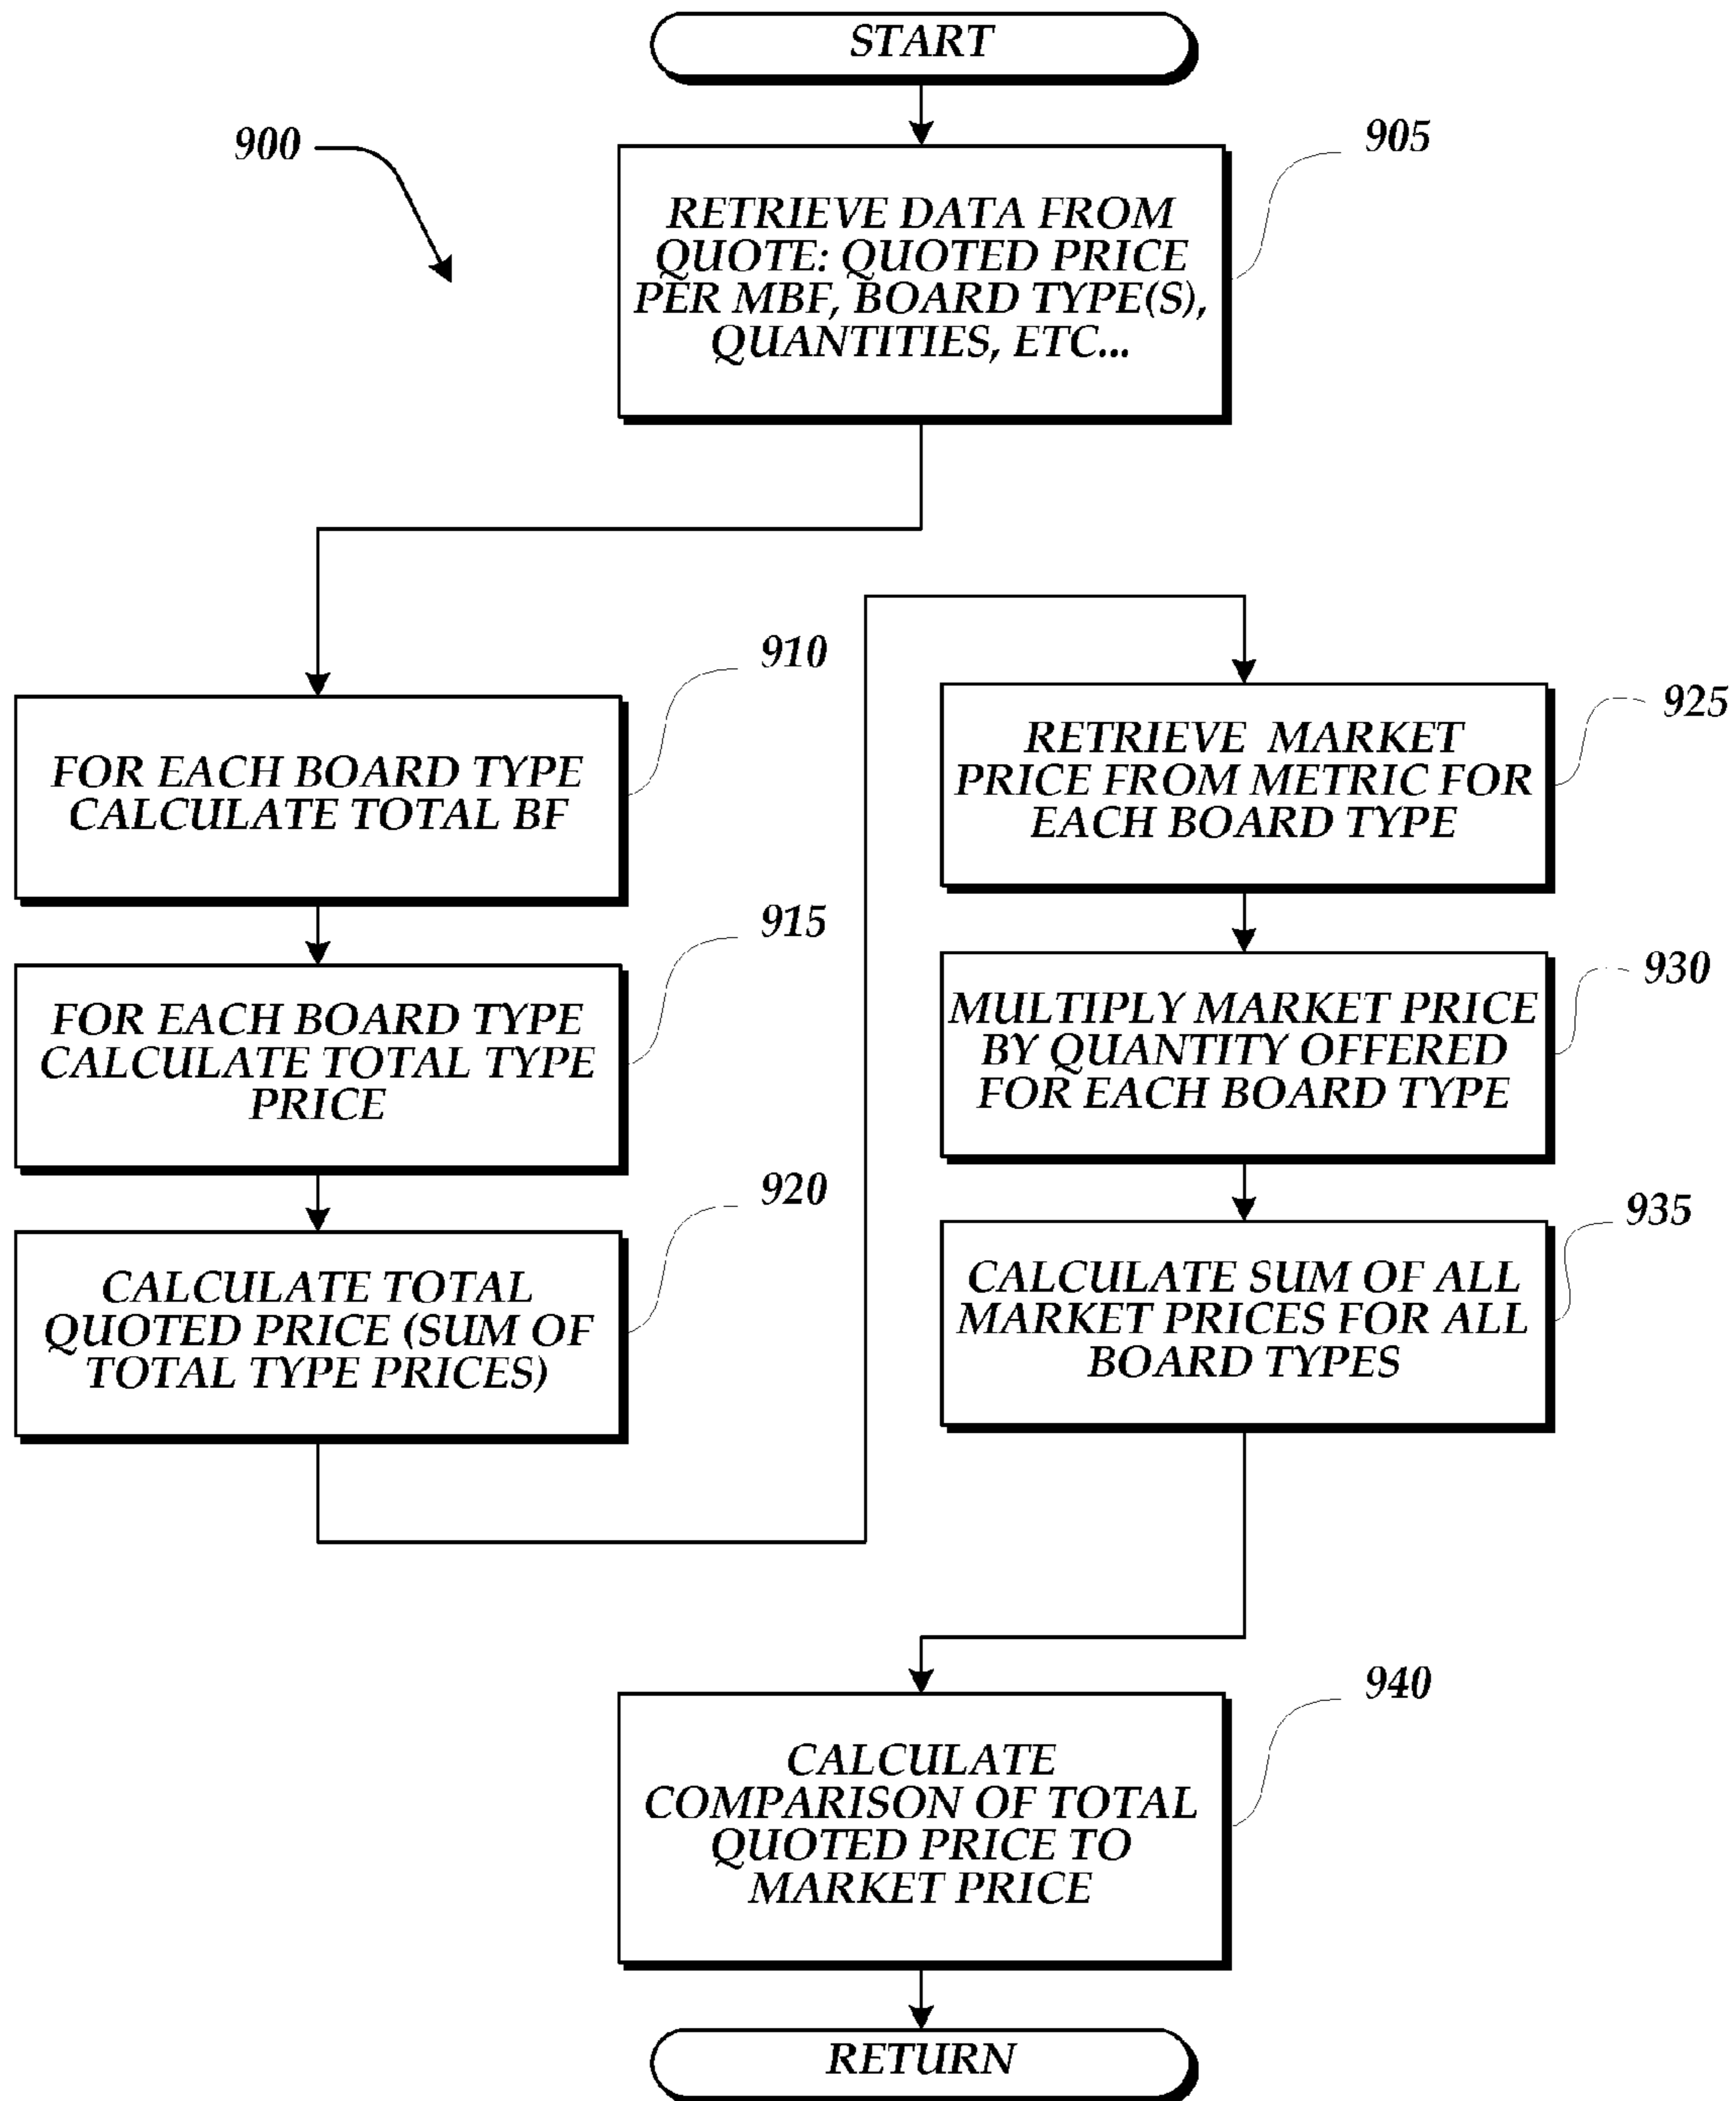 START
900
905
RETRIEVE DATA FROM
QUOTE: QUOTED PRICE
PER MBF, BOARD TYPE(S),
QUANTITIES, ETC...
910
FOR EACH BOARD TYPE
CALCULATE TOTAL BF
915
FOR EACH BOARD TYPE
CALCULATE TOTAL TYPE
PRICE
920
CALCULATE TOTAL
QUOTED PRICE (SUM OF
TOTAL TYPE PRICES)
925
RETRIEVE MARKET
PRICE FROM METRIC FOR
EACH BOARD TYPE
930
MULTIPLY MARKET PRICE
BY QUANTITY OFFERED
FOR EACH BOARD TYPE
935
CALCULATE SUM OF ALL
MARKET PRICES FOR ALL
BOARD TYPES
940
CALCULATE
COMPARISON OF TOTAL
QUOTED PRICE TO
MARKET PRICE
RETURN